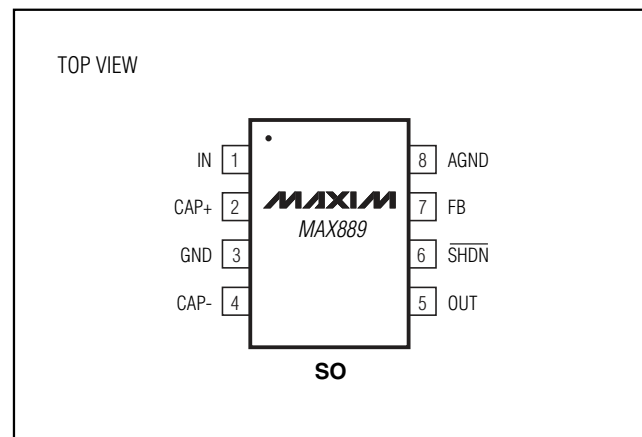 TOP VIEW
IN 1
CAP+ 2
GND 3
CAP- 4
MAXIM
MAX889
8 AGND
7 FB
6 SHDN
5 OUT
SO